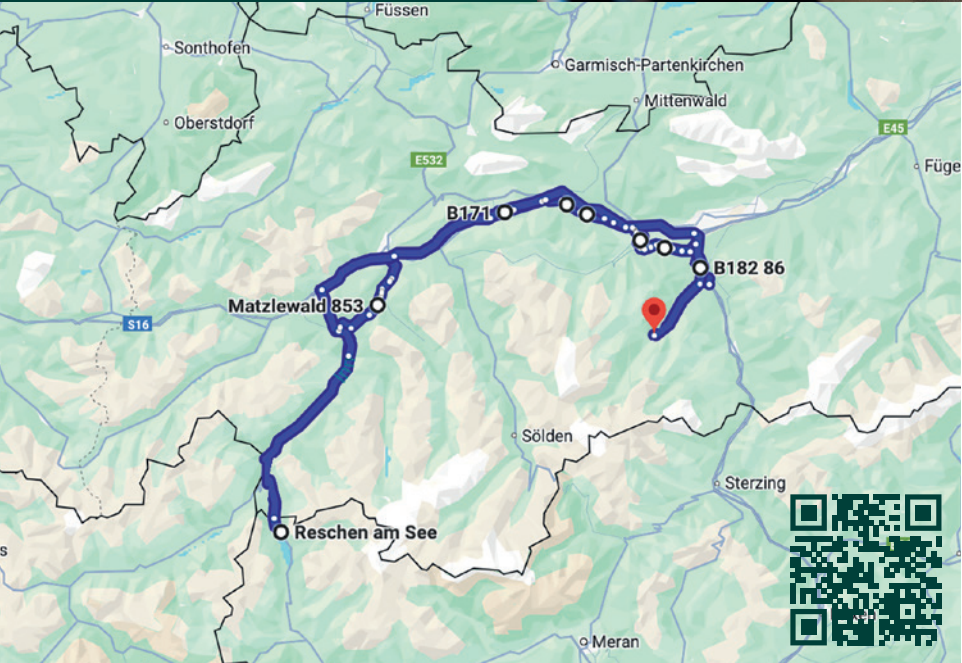 Füssen
Sonthofen
Garmisch-Partenkirchen
Mittenwald
Oberstdorf
E45
E532
Füge
B171
B182 86
Matzlewald 853
S16
Sölden
Sterzing
Reschen am See
s
Meran